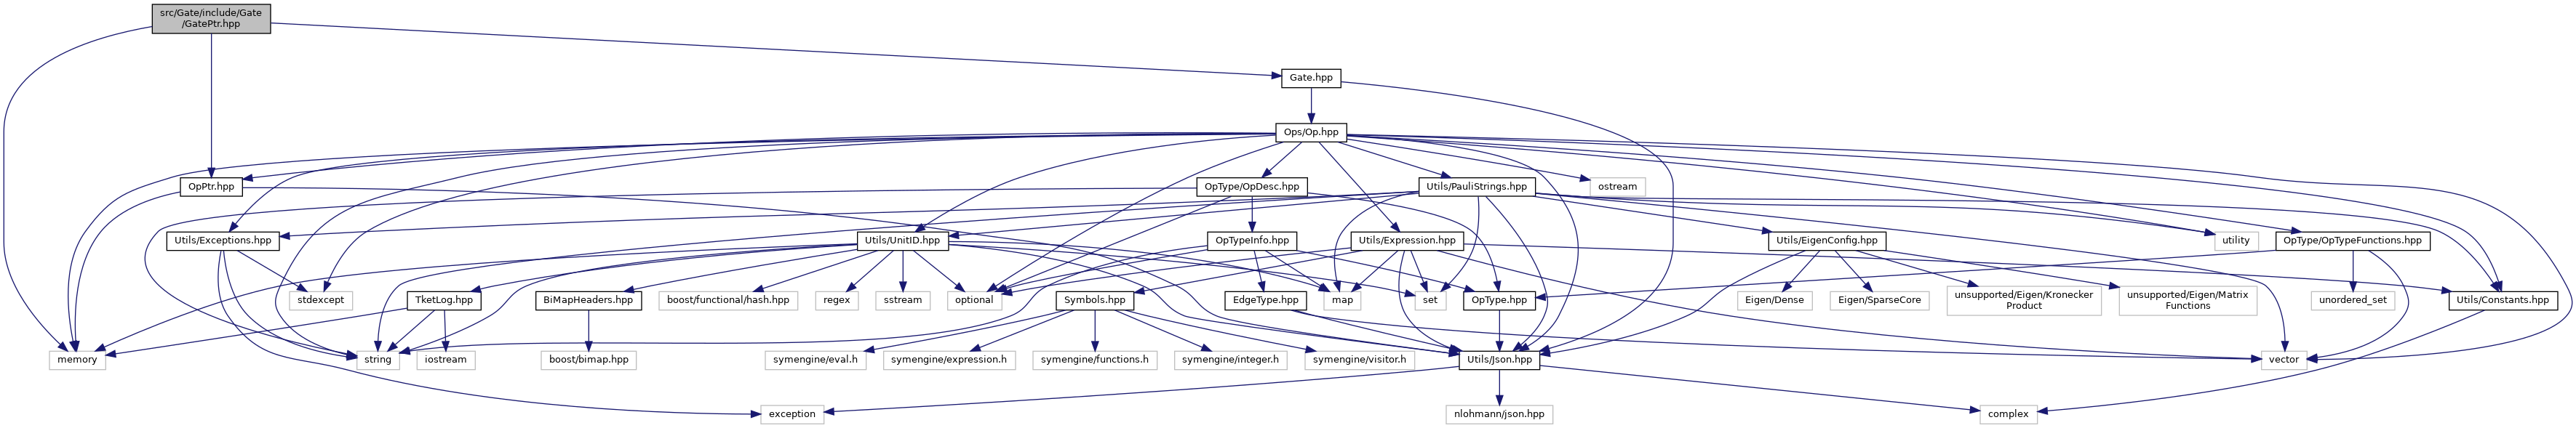 src/Gate/include/Gate
/GatePtr.hpp
Gate.hpp
Ops/Op.hpp
OpPtr.hpp
OpType/OpDesc.hpp
Utils/PauliStrings.hpp
ostream
Utils/Exceptions.hpp
Utils/UnitID.hpp
OpTypeInfo.hpp
Utils/Expression.hpp
Utils/EigenConfig.hpp
utility
OpType/OpTypeFunctions.hpp
stdexcept
TketLog.hpp
BiMapHeaders.hpp
boost/functional/hash.hpp
regex
sstream
optional
Symbols.hpp
EdgeType.hpp
map
set
OpType.hpp
Eigen/Dense
Eigen/SparseCore
unsupported/Eigen/Kronecker
Product
unsupported/Eigen/Matrix
Functions
unordered_set
Utils/Constants.hpp
memory
string
iostream
boost/bimap.hpp
symengine/eval.h
symengine/expression.h
symengine/functions.h
symengine/integer.h
symengine/visitor.h
Utils/Json.hpp
vector
exception
nlohmann/json.hpp
complex